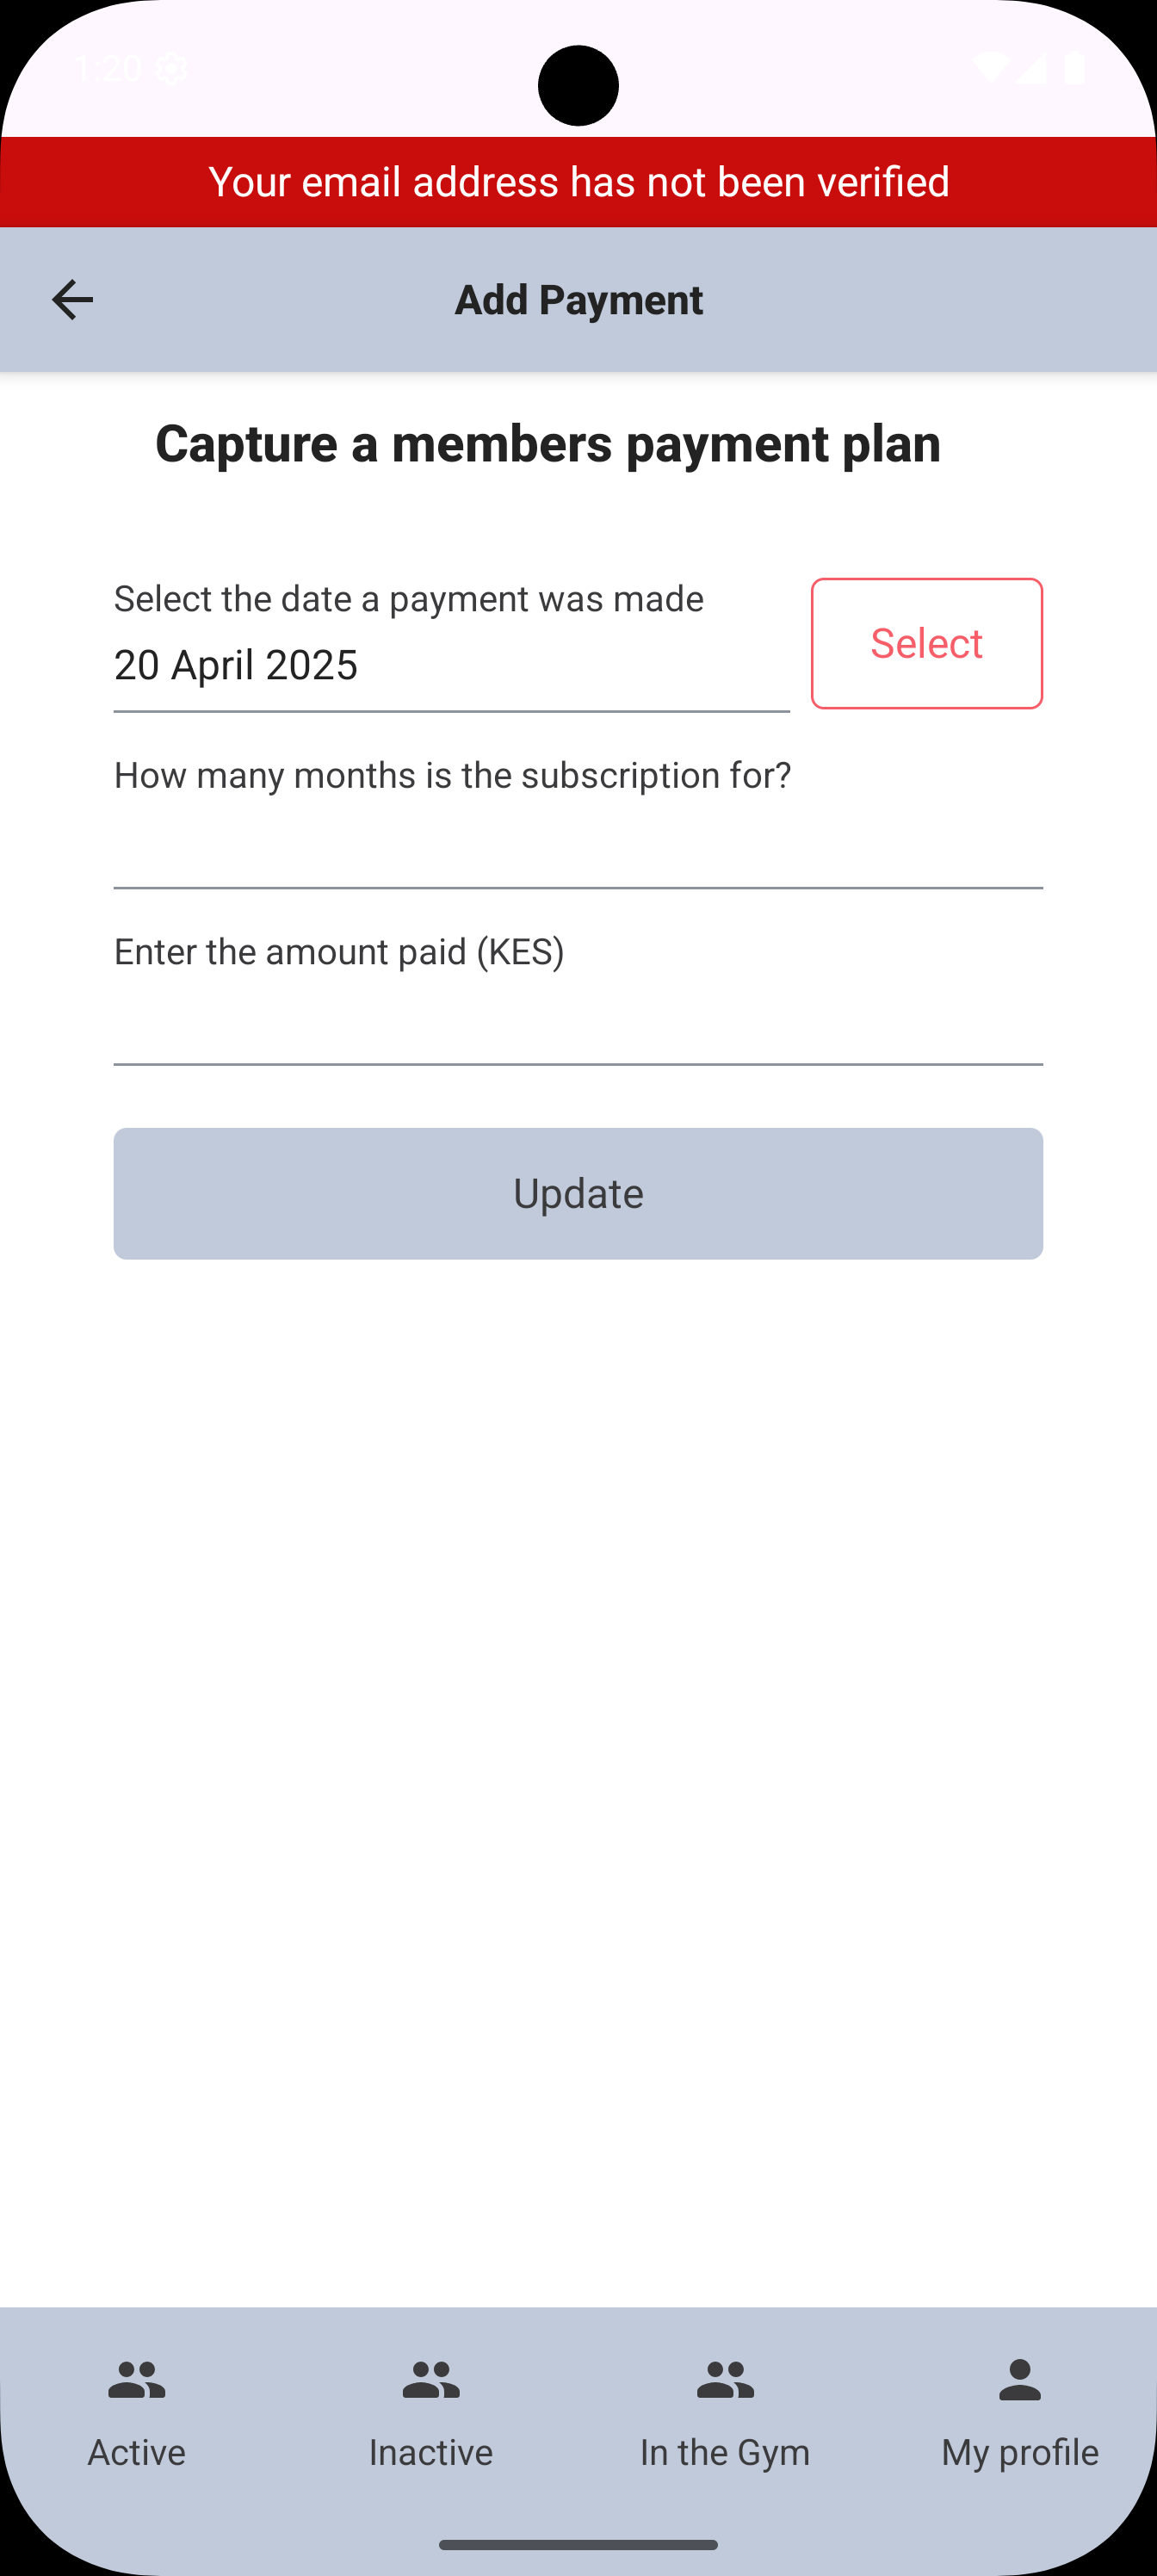 1:20
Your email address has not been verified
Add Payment
Capture a members payment plan
Select the date a payment was made
20 April 2025
Select
How many months is the subscription for?
Enter the amount paid (KES)
Update
Active
Inactive
In the Gym
My profile